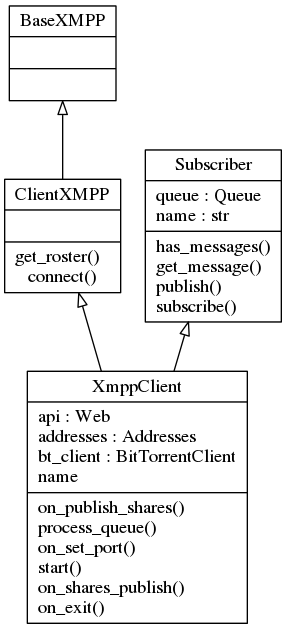 BaseXMPP
ClientXMPP
get_roster()
connect()
Subscriber
queue : Queue
name : str
has_messages()
get_message()
publish()
subscribe()
XmppClient
api : Web
addresses : Addresses
bt_client : BitTorrentClient
name
on_publish_shares()
process_queue()
on_set_port()
start()
on_shares_publish()
on_exit()